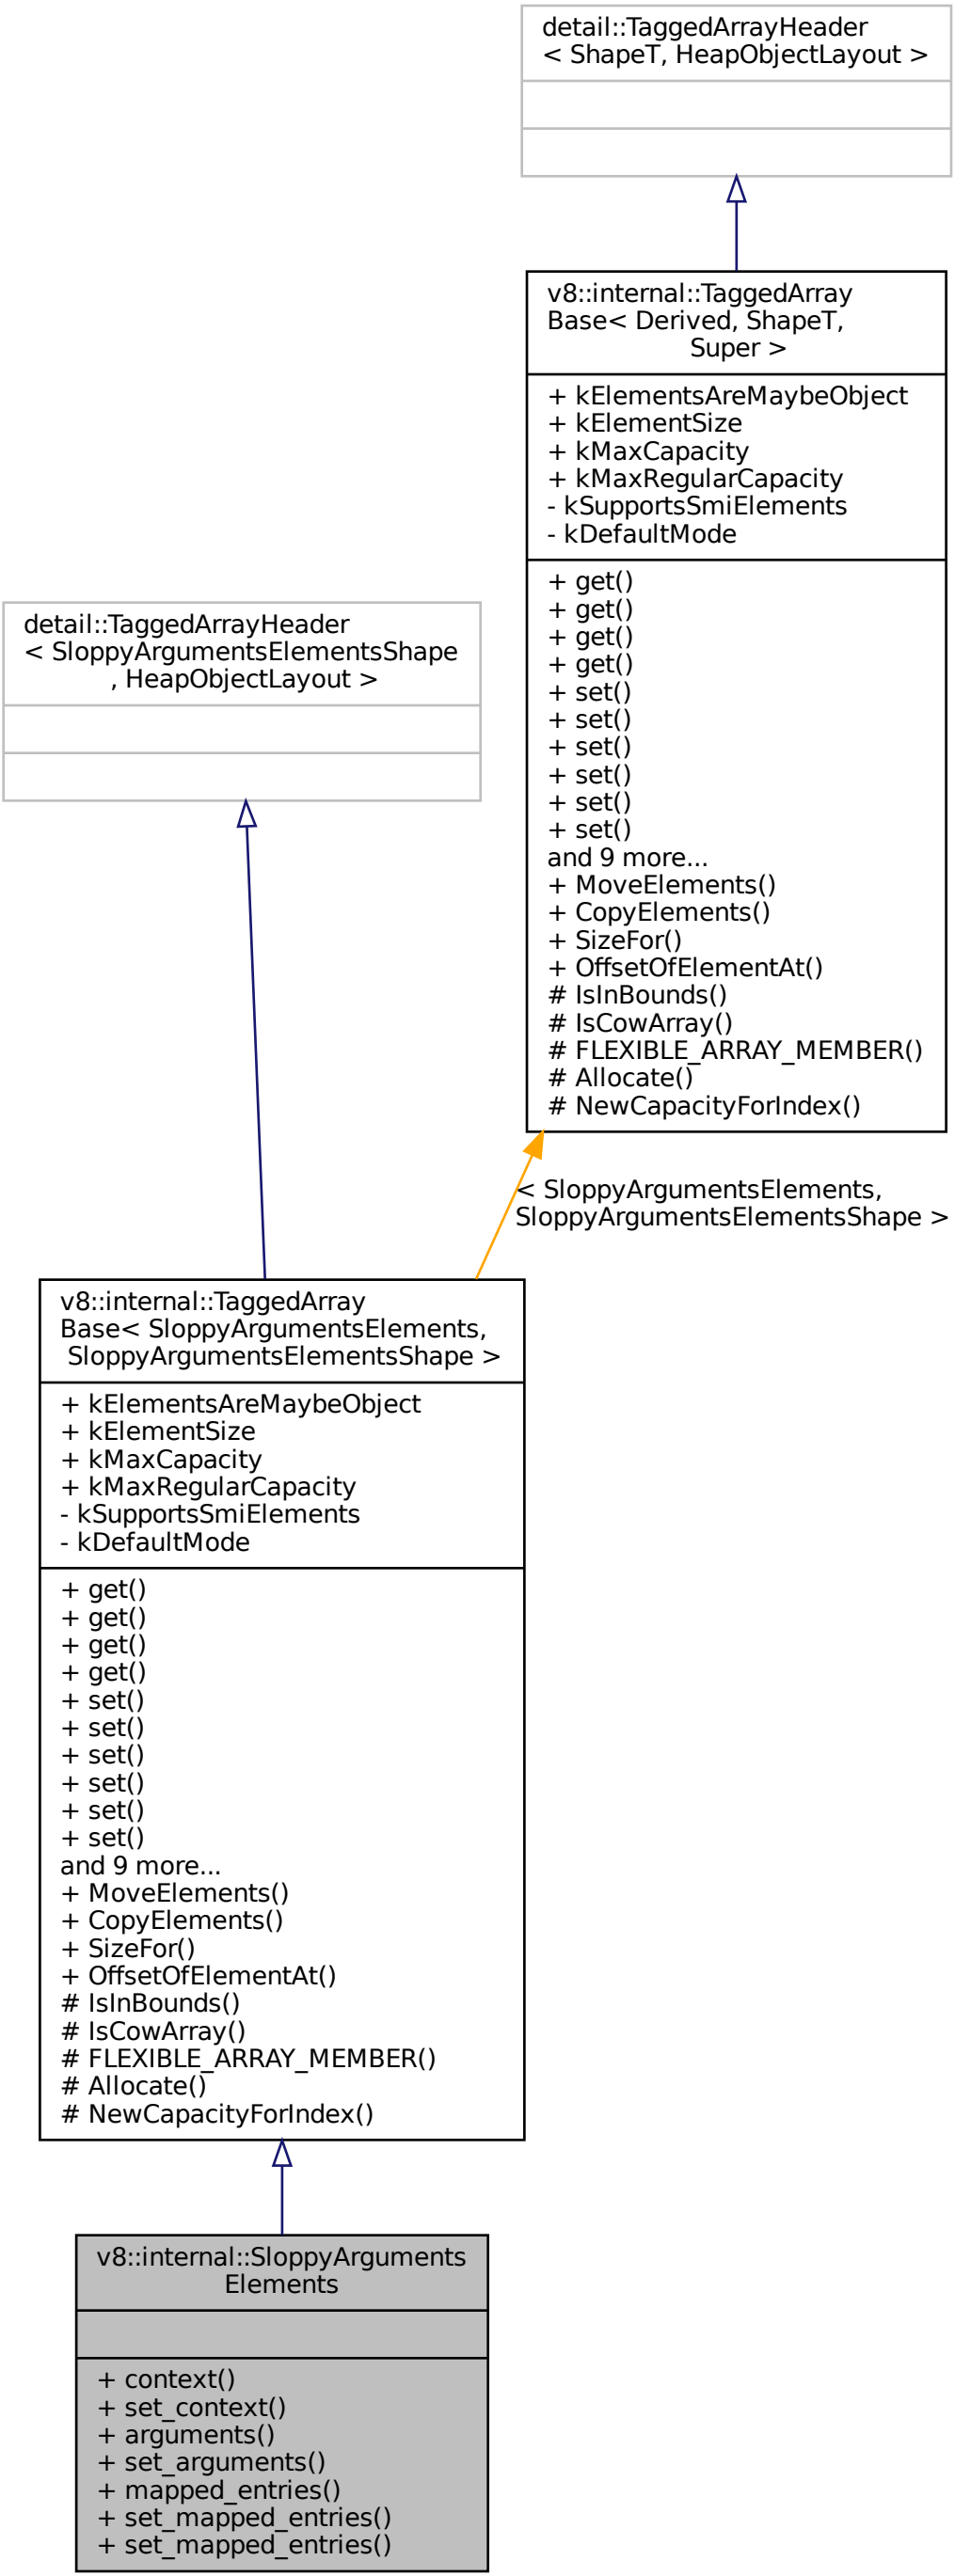 detail::TaggedArrayHeader
< ShapeT, HeapObjectLayout >
v8::internal::TaggedArray
Base< Derived, ShapeT,
Super >
+ kElementsAreMaybeObject
+ kElementSize
+ kMaxCapacity
+ kMaxRegularCapacity
- kSupportsSmiElements
- kDefaultMode
+ get()
+ get()
+ get()
+ get()
+ set()
+ set()
+ set()
+ set()
+ set()
+ set()
and 9 more...
+ MoveElements()
+ CopyElements()
+ SizeFor()
+ OffsetOfElementAt()
# IsInBounds()
# IsCowArray()
# FLEXIBLE_ARRAY_MEMBER()
# Allocate()
# NewCapacityForIndex()
detail::TaggedArrayHeader
< SloppyArgumentsElementsShape
, HeapObjectLayout >
< SloppyArgumentsElements,
SloppyArgumentsElementsShape >
v8::internal::TaggedArray
Base< SloppyArgumentsElements,
SloppyArgumentsElementsShape >
+ kElementsAreMaybeObject
+ kElementSize
+ kMaxCapacity
+ kMaxRegularCapacity
- kSupportsSmiElements
- kDefaultMode
+ get()
+ get()
+ get()
+ get()
+ set()
+ set()
+ set()
+ set()
+ set()
+ set()
and 9 more...
+ MoveElements()
+ CopyElements()
+ SizeFor()
+ OffsetOfElementAt()
# IsInBounds()
# IsCowArray()
# FLEXIBLE_ARRAY_MEMBER()
# Allocate()
# NewCapacityForIndex()
v8::internal::SloppyArguments
Elements
+ context()
+ set_context()
+ arguments()
+ set_arguments()
+ mapped_entries()
+ set_mapped_entries()
+ set_mapped_entries()